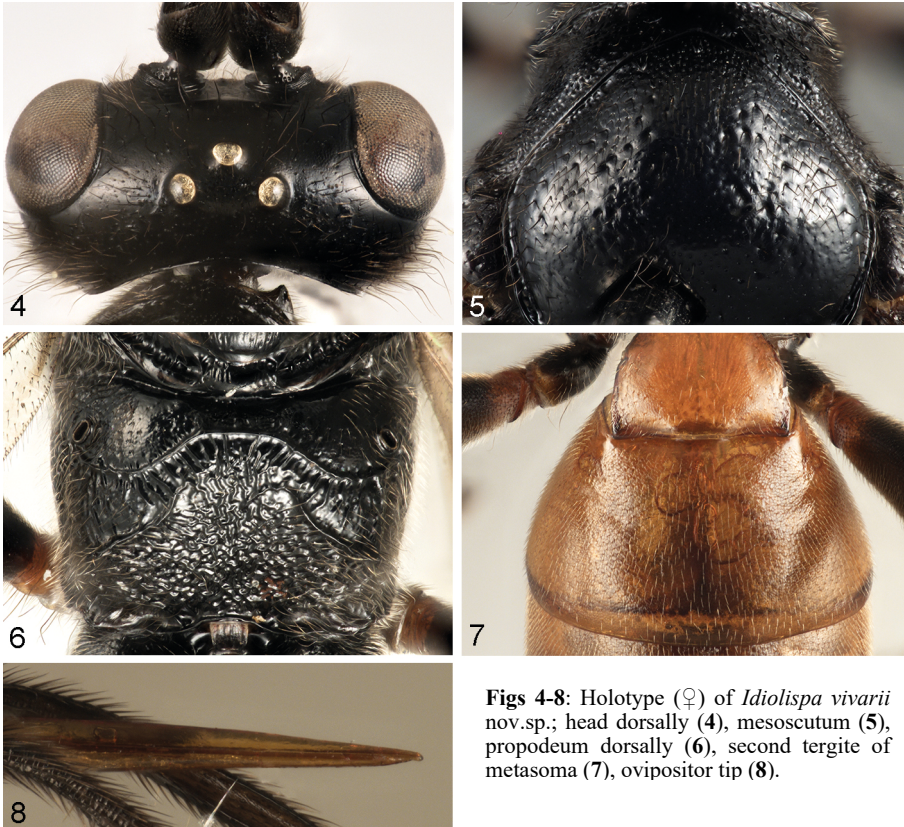 4
5
6
7
8
Figs 4-8: Holotype (♀) of Idiolispa vivarii
nov.sp.; head dorsally (4), mesoscutum (5),
propodeum dorsally (6), second tergite of
metasoma (7), ovipositor tip (8).